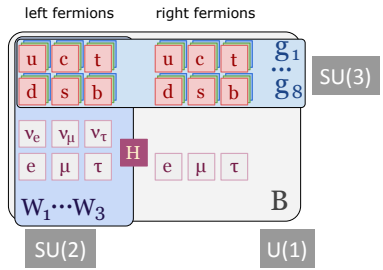 left fermions right fermions
u c t u c t g1
...
d s b d s b g8
SU(3)
νe νμ ντ
H
e μ τ e μ τ
W1...W3 B
SU(2) U(1)